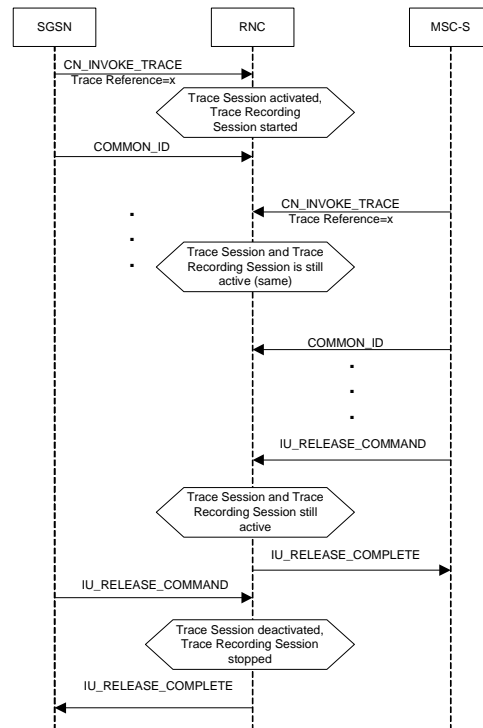 SGSN
RNC
MSC-S
CN_INVOKE_TRACE
Trace Reference=x
Trace Session activated,
Trace Recording
Session started
COMMON_ID
CN_INVOKE_TRACE
Trace Reference=x
Trace Session and Trace
Recording Session is still
active (same)
COMMON_ID
IU_RELEASE_COMMAND
Trace Session and Trace
Recording Session still
active
IU_RELEASE_COMPLETE
IU_RELEASE_COMMAND
Trace Session deactivated,
Trace Recording Session
stopped
IU_RELEASE_COMPLETE